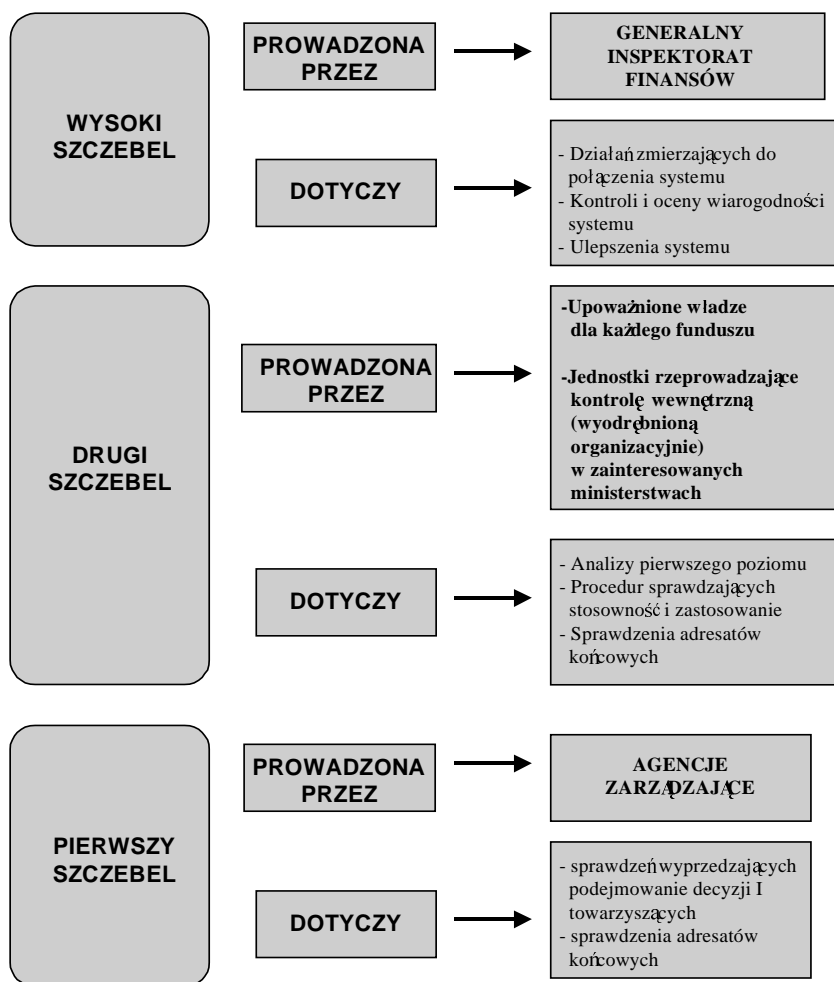 WYSOKI
SZCZEBEL
PROWADZONA
PRZEZ
GENERALNY
INSPEKTORAT
FINANSÓW
DOTYCZY
- Działań zmierzających do
połączenia systemu
- Kontroli i oceny wiarogodności
systemu
- Ulepszenia systemu
DRUGI
SZCZEBEL
PROWADZONA
PRZEZ
-Upoważnione władze
dla każdego funduszu
-Jednostki rzeprowadzające
kontrolę wewnętrzną
(wyodrębnioną
organizacyjnie)
w zainteresowanych
ministerstwach
DOTYCZY
- Analizy pierwszego poziomu
- Procedur sprawdzających
stosowność i zastosowanie
- Sprawdzenia adresatów
końcowych
PIERWSZY
SZCZEBEL
PROWADZONA
PRZEZ
AGENCJE
ZARZĄDZAJĄCE
DOTYCZY
- sprawdzeń wyprzedzających
podejmowanie decyzji I
towarzyszących
- sprawdzenia adresatów
końcowych